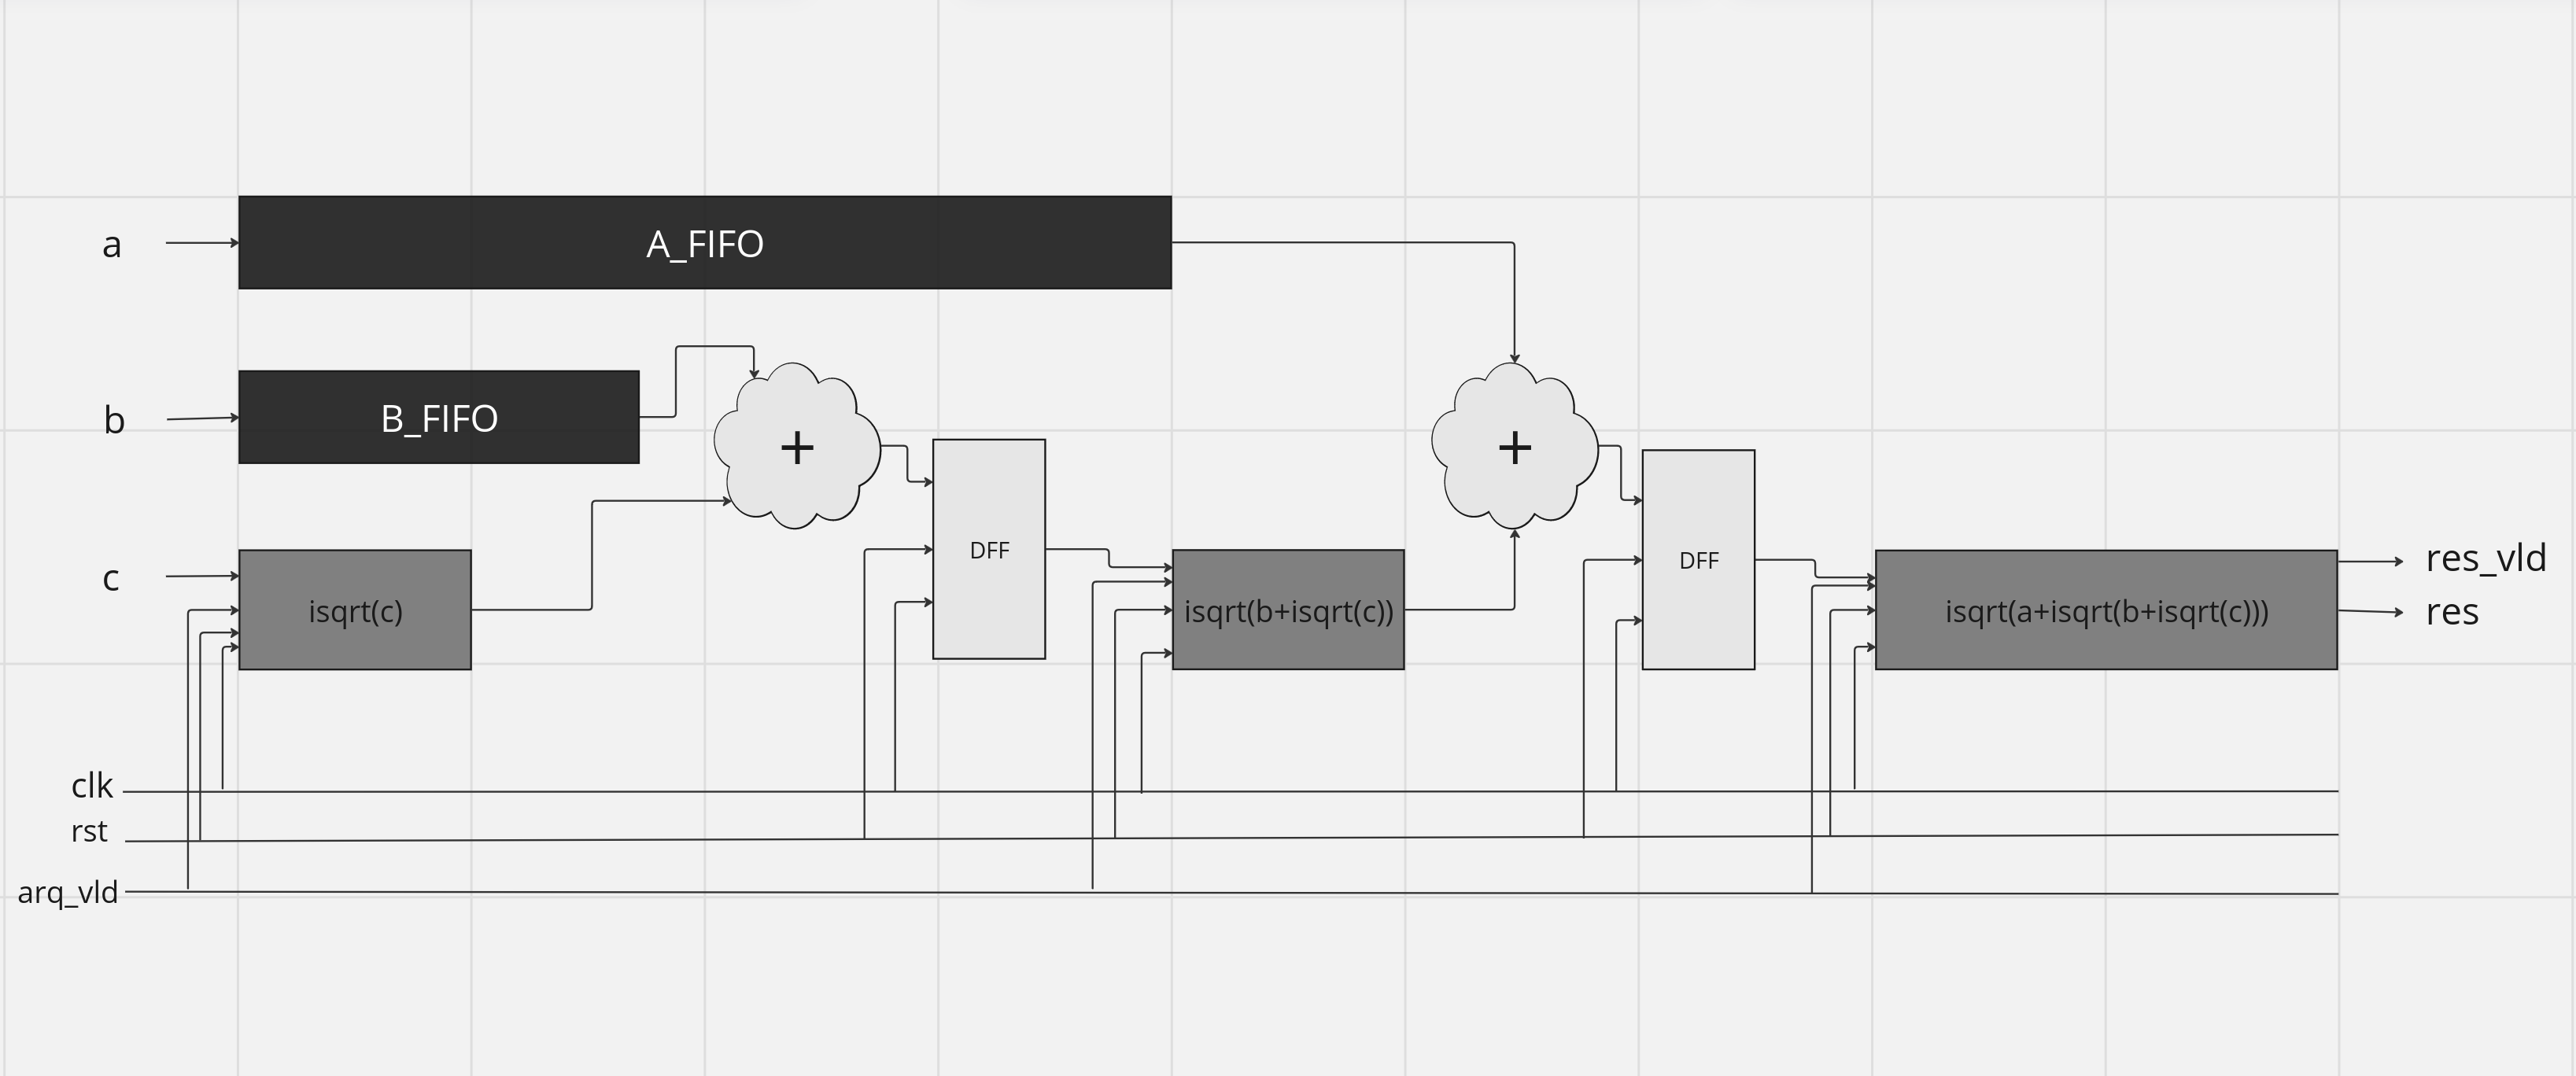 a
A_FIFO
b
B_FIFO
+
+
c
isqrt(c)
DFF
isqrt(b+isqrt(c))
DFF
isqrt(a+isqrt(b+isqrt(c)))
res_vld
res
clk
rst
arq_vld